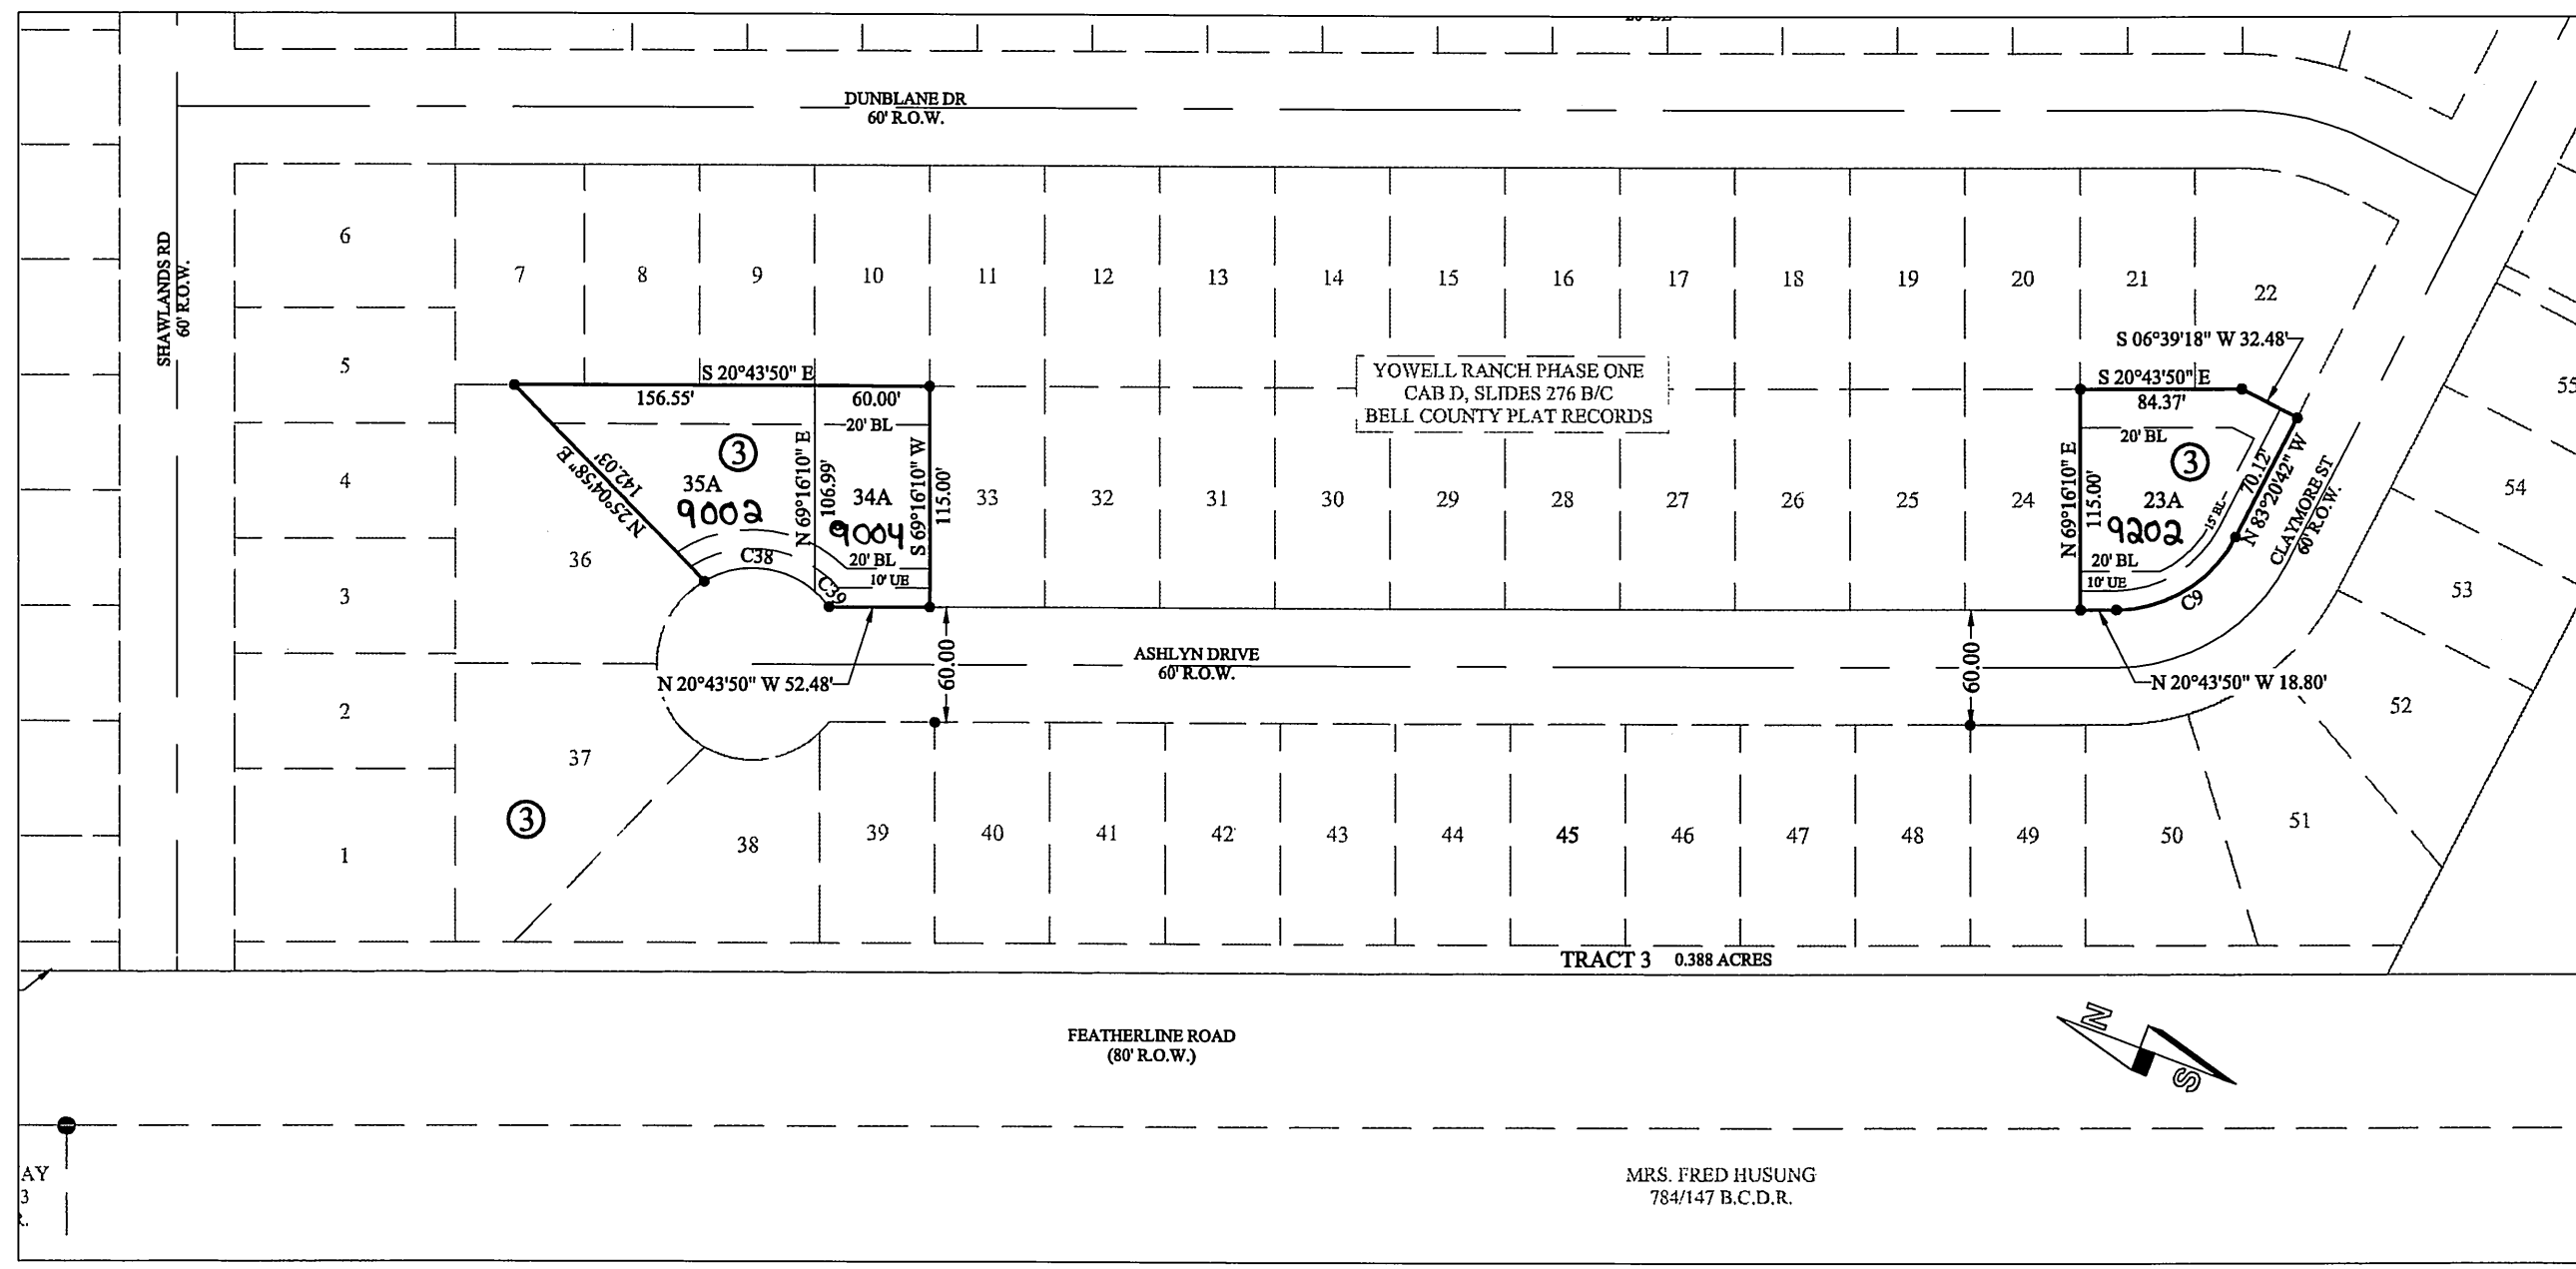 DUNBLANE DR
60' R.O.W.
SHAWLANDS RD
60' R.O.W.
6
5
4
3
2
1
7
8
9
10
11
12
13
14
15
16
17
18
19
20
21
22
S 06°39'18" W 32.48'
S 20°43'50" E
156.55'
60.00'
20' BL
N 25°04'58" E
142.03'
3
35A
9002
N 69°16'10" E
106.99'
34A
9004
S 69°16'10" W
115.00'
C38
C39
20' BL
10' UE
36
33
32
31
30
29
28
27
26
25
24
YOWELL RANCH PHASE ONE
CAB D, SLIDES 276 B/C
BELL COUNTY PLAT RECORDS
S 20°43'50" E
84.37'
20' BL
3
N 69°16'10" E
115.00'
23A
9202
20' BL
10' UE
15' BL
70.12'
N 83°20'42" W
C9
CLAYMORE ST
60' R.O.W.
55
54
53
52
51
N 20°43'50" W 52.48'
60.00
ASHLYN DRIVE
60' R.O.W.
60.00
N 20°43'50" W 18.80'
37
3
38
39
40
41
42
43
44
45
46
47
48
49
50
TRACT 3 0.388 ACRES
FEATHERLINE ROAD
(80' R.O.W.)
N
S
AY
3
R.
MRS. FRED HUSUNG
784/147 B.C.D.R.